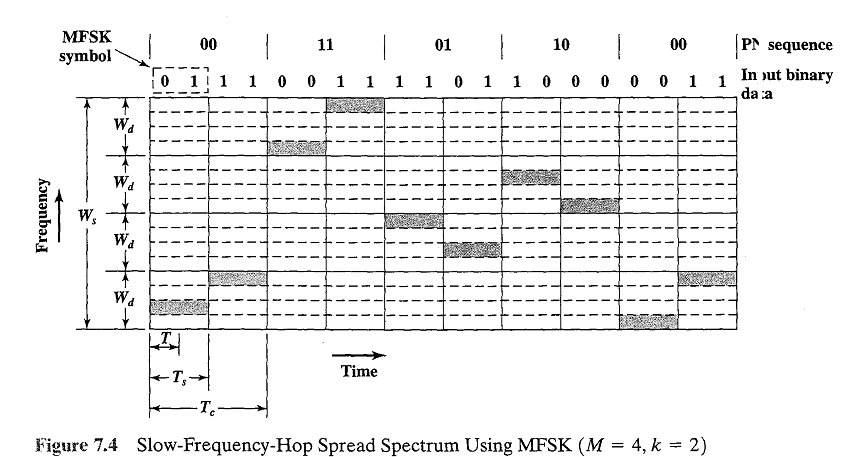 MFSK symbol
00 11 01 10 00 PN sequence
0 1 1 1 0 0 1 1 1 1 0 1 1 0 0 0 0 0 1 1 Input binary data
Frequency
Ws
Wd
Wd
Wd
Wd
T
Ts
Tc
Time
Figure 7.4 Slow-Frequency-Hop Spread Spectrum Using MFSK (M = 4, k = 2)